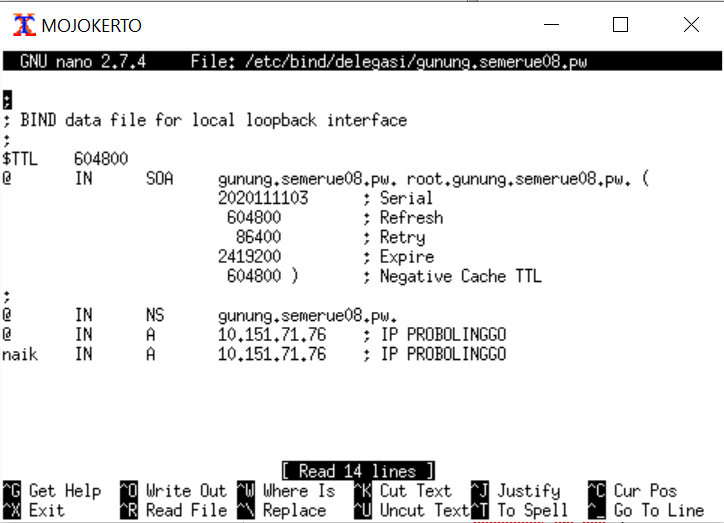 MOJOKERTO
GNU nano 2.7.4 File: /etc/bind/delegasi/gunung.semerue08.pw
;
; BIND data file for local loopback interface
;
$TTL 604800
@ IN SOA gunung.semerue08.pw. root.gunung.semerue08.pw. (
2020111103 ; Serial
604800 ; Refresh
86400 ; Retry
2419200 ; Expire
604800 ) ; Negative Cache TTL
;
@ IN NS gunung.semerue08.pw.
@ IN A 10.151.71.76 ; IP PROBOLINGGO
naik IN A 10.151.71.76 ; IP PROBOLINGGO
[ Read 14 lines ]
^G Get Help ^O Write Out ^W Where Is ^K Cut Text ^J Justify ^C Cur Pos
^X Exit ^R Read File ^\ Replace ^U Uncut Text ^T To Spell ^_ Go To Line